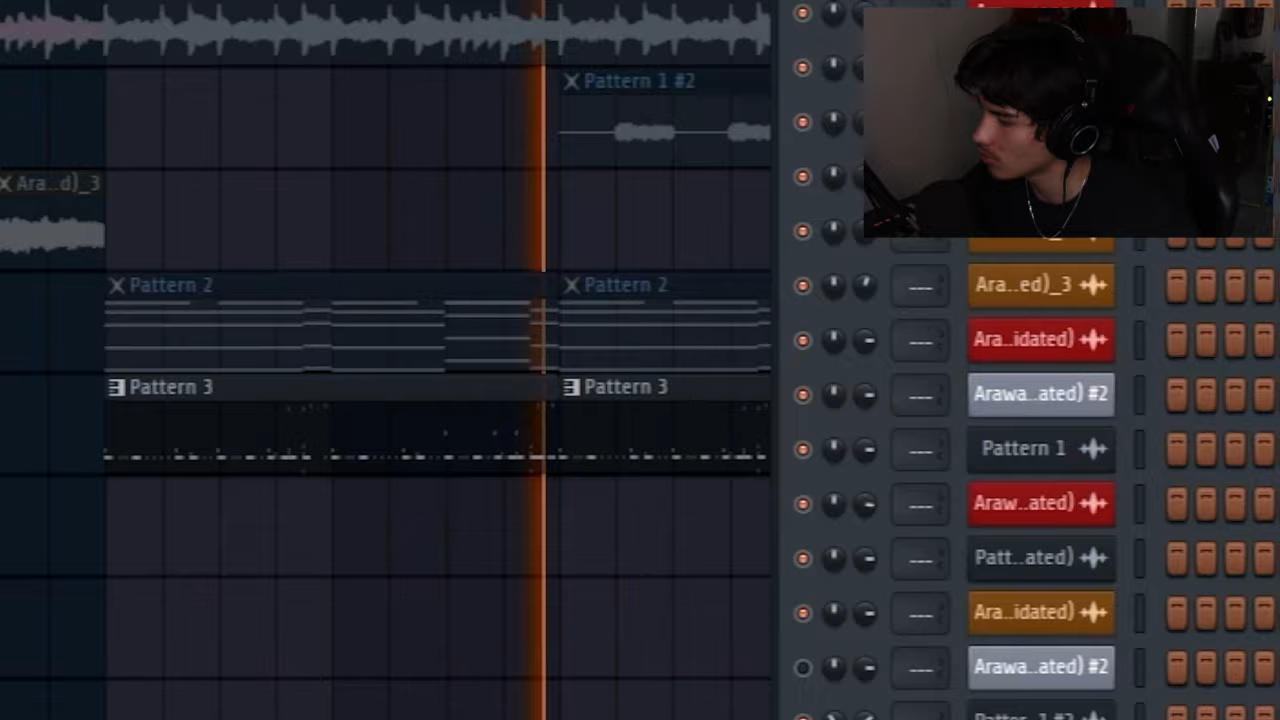 Pattern 1 #2
Ara..d)_3
Pattern 2
Pattern 2
Pattern 3
Pattern 3
Ara..ed)_3
Ara..idated)
Arawa..ated) #2
Pattern 1
Araw..ated)
Patt..ated)
Ara..idated)
Arawa..ated) #2